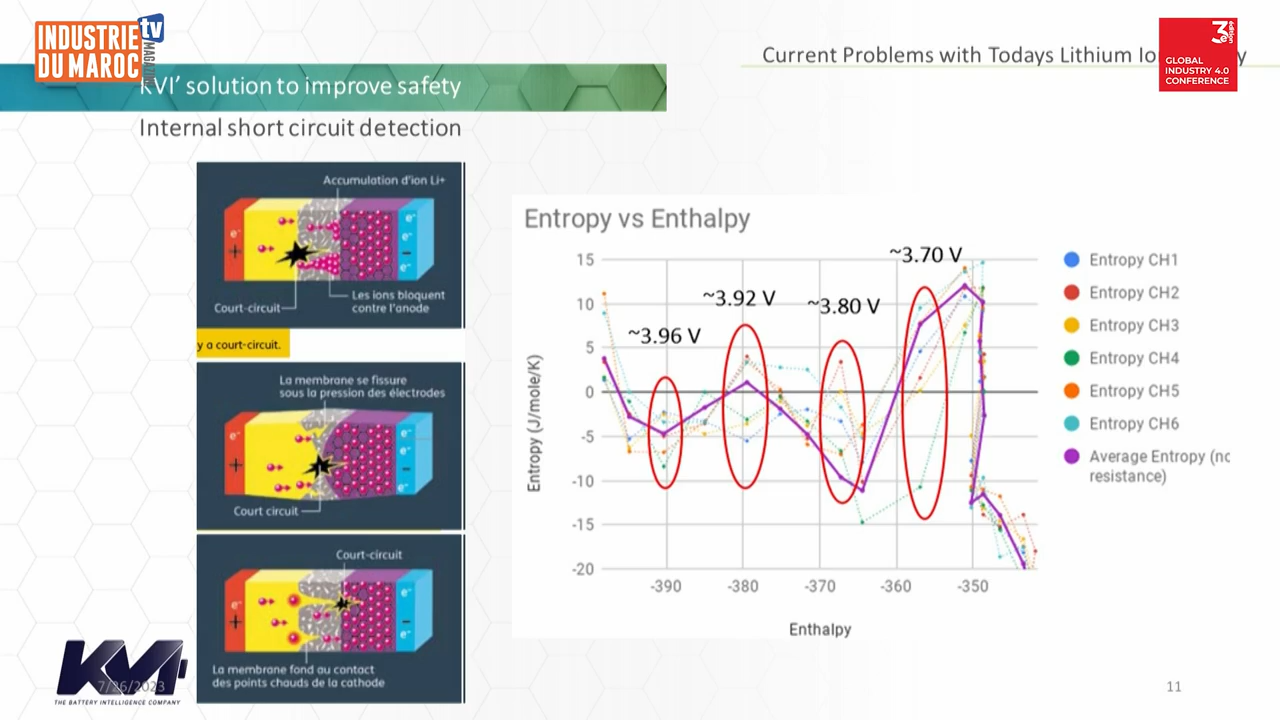 INDUSTRIE
DU MAROC
tv
MAGAZINE
Current Problems with Todays Lithium
3e
édition
GLOBAL
INDUSTRY 4.0
CONFERENCE
KVI' solution to improve safety
Internal short circuit detection
Accumulation d'ion Li+
e-
e-
e-
e-
+
−
Court-circuit
Les ions bloquent
contre l'anode
y a court-circuit.
La membrane se fissure
sous la pression des électrodes
e-
e-
e-
e-
+
−
Court circuit
Court-circuit
e-
e-
e-
e-
+
−
La membrane fond au contact
des points chauds de la cathode
Entropy vs Enthalpy
~3.96 V
~3.92 V
~3.80 V
~3.70 V
Entropy (J/mole/K)
15
10
5
0
-5
-10
-15
-20
-390
-380
-370
-360
-350
Enthalpy
Entropy CH1
Entropy CH2
Entropy CH3
Entropy CH4
Entropy CH5
Entropy CH6
Average Entropy (no
resistance)
KVI
THE BATTERY INTELLIGENCE COMPANY
7/26/2023
11